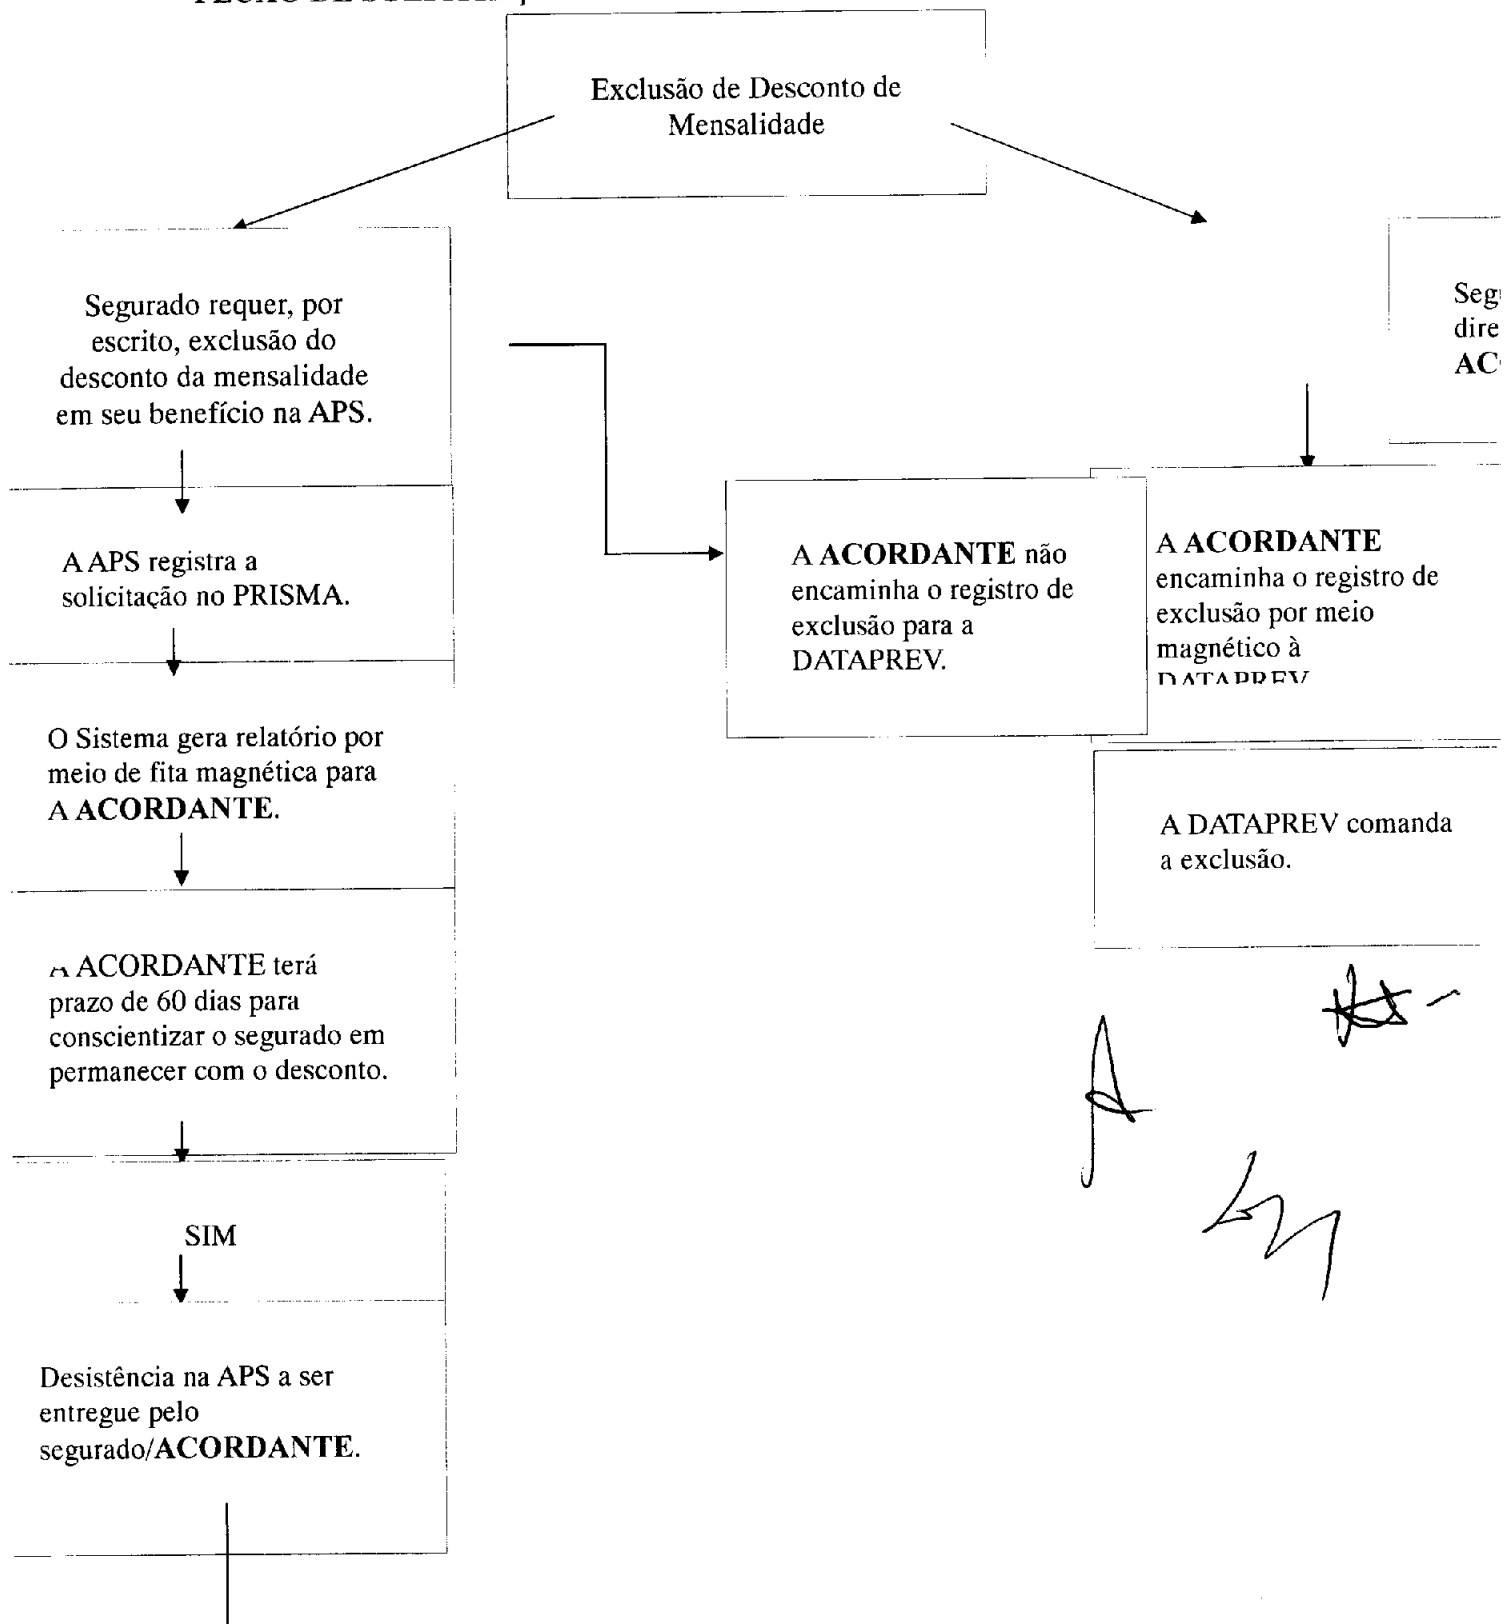 Exclusão de Desconto de
Mensalidade
Segurado requer, por
escrito, exclusão do
desconto da mensalidade
em seu benefício na APS.
A APS registra a
solicitação no PRISMA.
O Sistema gera relatório por
meio de fita magnética para
A ACORDANTE.
A ACORDANTE terá
prazo de 60 dias para
conscientizar o segurado em
permanecer com o desconto.
SIM
Desistência na APS a ser
entregue pelo
segurado/ACORDANTE.
A ACORDANTE não
encaminha o registro de
exclusão para a
DATAPREV.
A ACORDANTE
encaminha o registro de
exclusão por meio
magnético à
DATAPREV
A DATAPREV comanda
a exclusão.